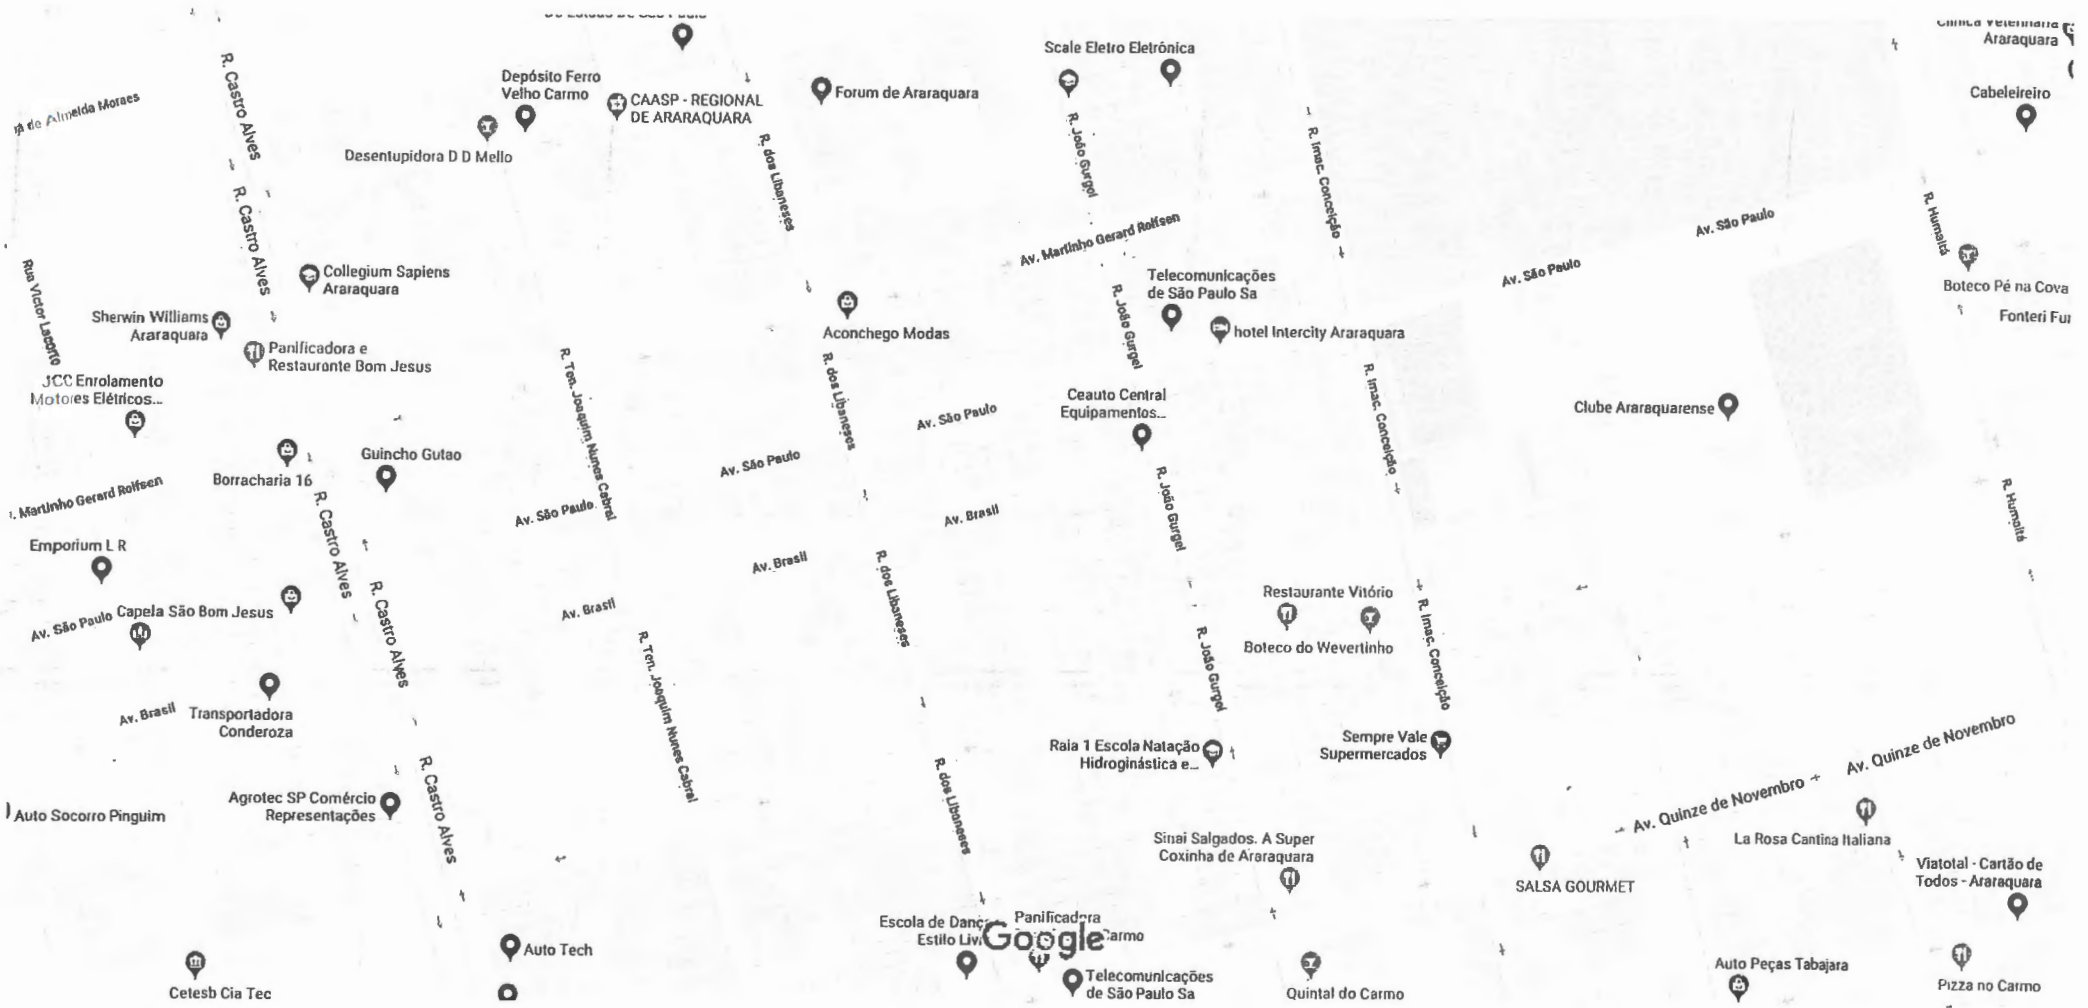 R. Castro Alves
de Almeida Moraes
Depósito Ferro
Velho Carmo
CAASP - REGIONAL
DE ARARAQUARA
Desentupidora D D Mello
Forum de Araraquara
R. dos Libaneses
Scale Eletro Eletrônica
R. João Gurgel
R. Imac. Conceição
Araraquara
Cabeleireiro
R. Castro Alves
Av. Martinho Gerard Rolfsen
Av. São Paulo
R. Humaitá
Rua Victor Lacorte
Collegium Sapiens
Araraquara
Sherwin Williams
Araraquara
Panificadora e
Restaurante Bom Jesus
Aconchego Modas
Telecomunicações
de São Paulo Sa
hotel Intercity Araraquara
R. João Gurgel
Av. São Paulo
Boteco Pé na Cova
Fonteri Fur
JCC Enrolamento
Motores Elétricos...
R. Ten. Joaquim Nunes Cabral
R. dos Libaneses
Av. São Paulo
Ceauto Central
Equipamentos...
R. Imac. Conceição
Clube Araraquarense
Guincho Gutao
Borracharia 16
Martinho Gerard Rolfsen
Av. São Paulo
Av. São Paulo
Av. Brasil
R. João Gurgel
R. Humaitá
R. Castro Alves
Emporium L R
Av. Brasil
R. dos Libaneses
Av. São Paulo
Capela São Bom Jesus
R. Castro Alves
Av. Brasil
Restaurante Vitório
Boteco do Wevertinho
R. João Gurgel
R. Imac. Conceição
Av. Brasil
Transportadora
Conderoza
R. Ten. Joaquim Nunes Cabral
Raia 1 Escola Natação
Hidroginástica e...
Sempre Vale
Supermercados
Av. Quinze de Novembro
Av. Quinze de Novembro
Auto Socorro Pinguim
Agrotec SP Comércio
Representações
R. Castro Alves
R. dos Libaneses
Sinai Salgados. A Super
Coxinha de Araraquara
SALSA GOURMET
La Rosa Cantina Italiana
Viatotal - Cartão de
Todos - Araraquara
Cetesb Cia Tec
Auto Tech
Escola de Danç
Estilo Liv
Panificadora
Carmo
Google
Telecomunicações
de São Paulo Sa
Quintal do Carmo
Auto Peças Tabajara
Pizza no Carmo